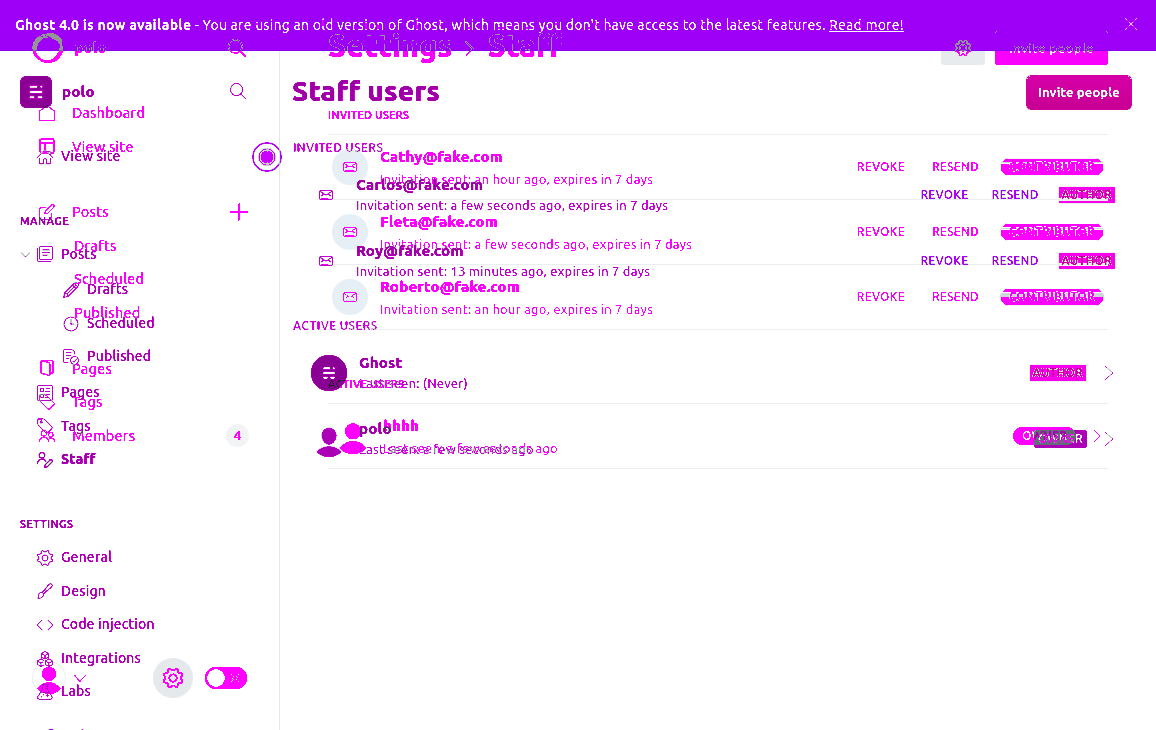 Ghost 4.0 is now available - You are using an old version of Ghost, which means you don't have access to the latest features. Read more!
polo
Settings > Staff
Invite people
polo
Staff users
Invite people
Dashboard
INVITED USERS
View site
View site
INVITED USERS
Cathy@fake.com
Invitation sent: an hour ago, expires in 7 days
REVOKE RESEND CONTRIBUTOR
Carlos@fake.com
Invitation sent: a few seconds ago, expires in 7 days
REVOKE RESEND AUTHOR
Posts
MANAGE
Fleta@fake.com
Invitation sent: a few seconds ago, expires in 7 days
REVOKE RESEND CONTRIBUTOR
Drafts
Posts
Roy@fake.com
Invitation sent: 13 minutes ago, expires in 7 days
REVOKE RESEND AUTHOR
Scheduled
Drafts
Roberto@fake.com
Invitation sent: an hour ago, expires in 7 days
REVOKE RESEND CONTRIBUTOR
Published
Scheduled
ACTIVE USERS
Published
Pages
Ghost
Last seen: (Never)
AUTHOR
ACTIVE USERS
Pages
Tags
Tags
Members 4
polo
hhhh
Last seen: a few seconds ago
Last seen: a few seconds ago
OWNER
Staff
SETTINGS
General
Design
Code injection
Integrations
Labs